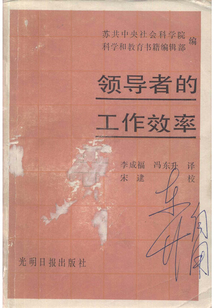 苏共中央社会科学院
科学和教育书籍编辑部 编
领导者的
工作效率
李成福 冯东升 译
宋建 校
光明日报出版社